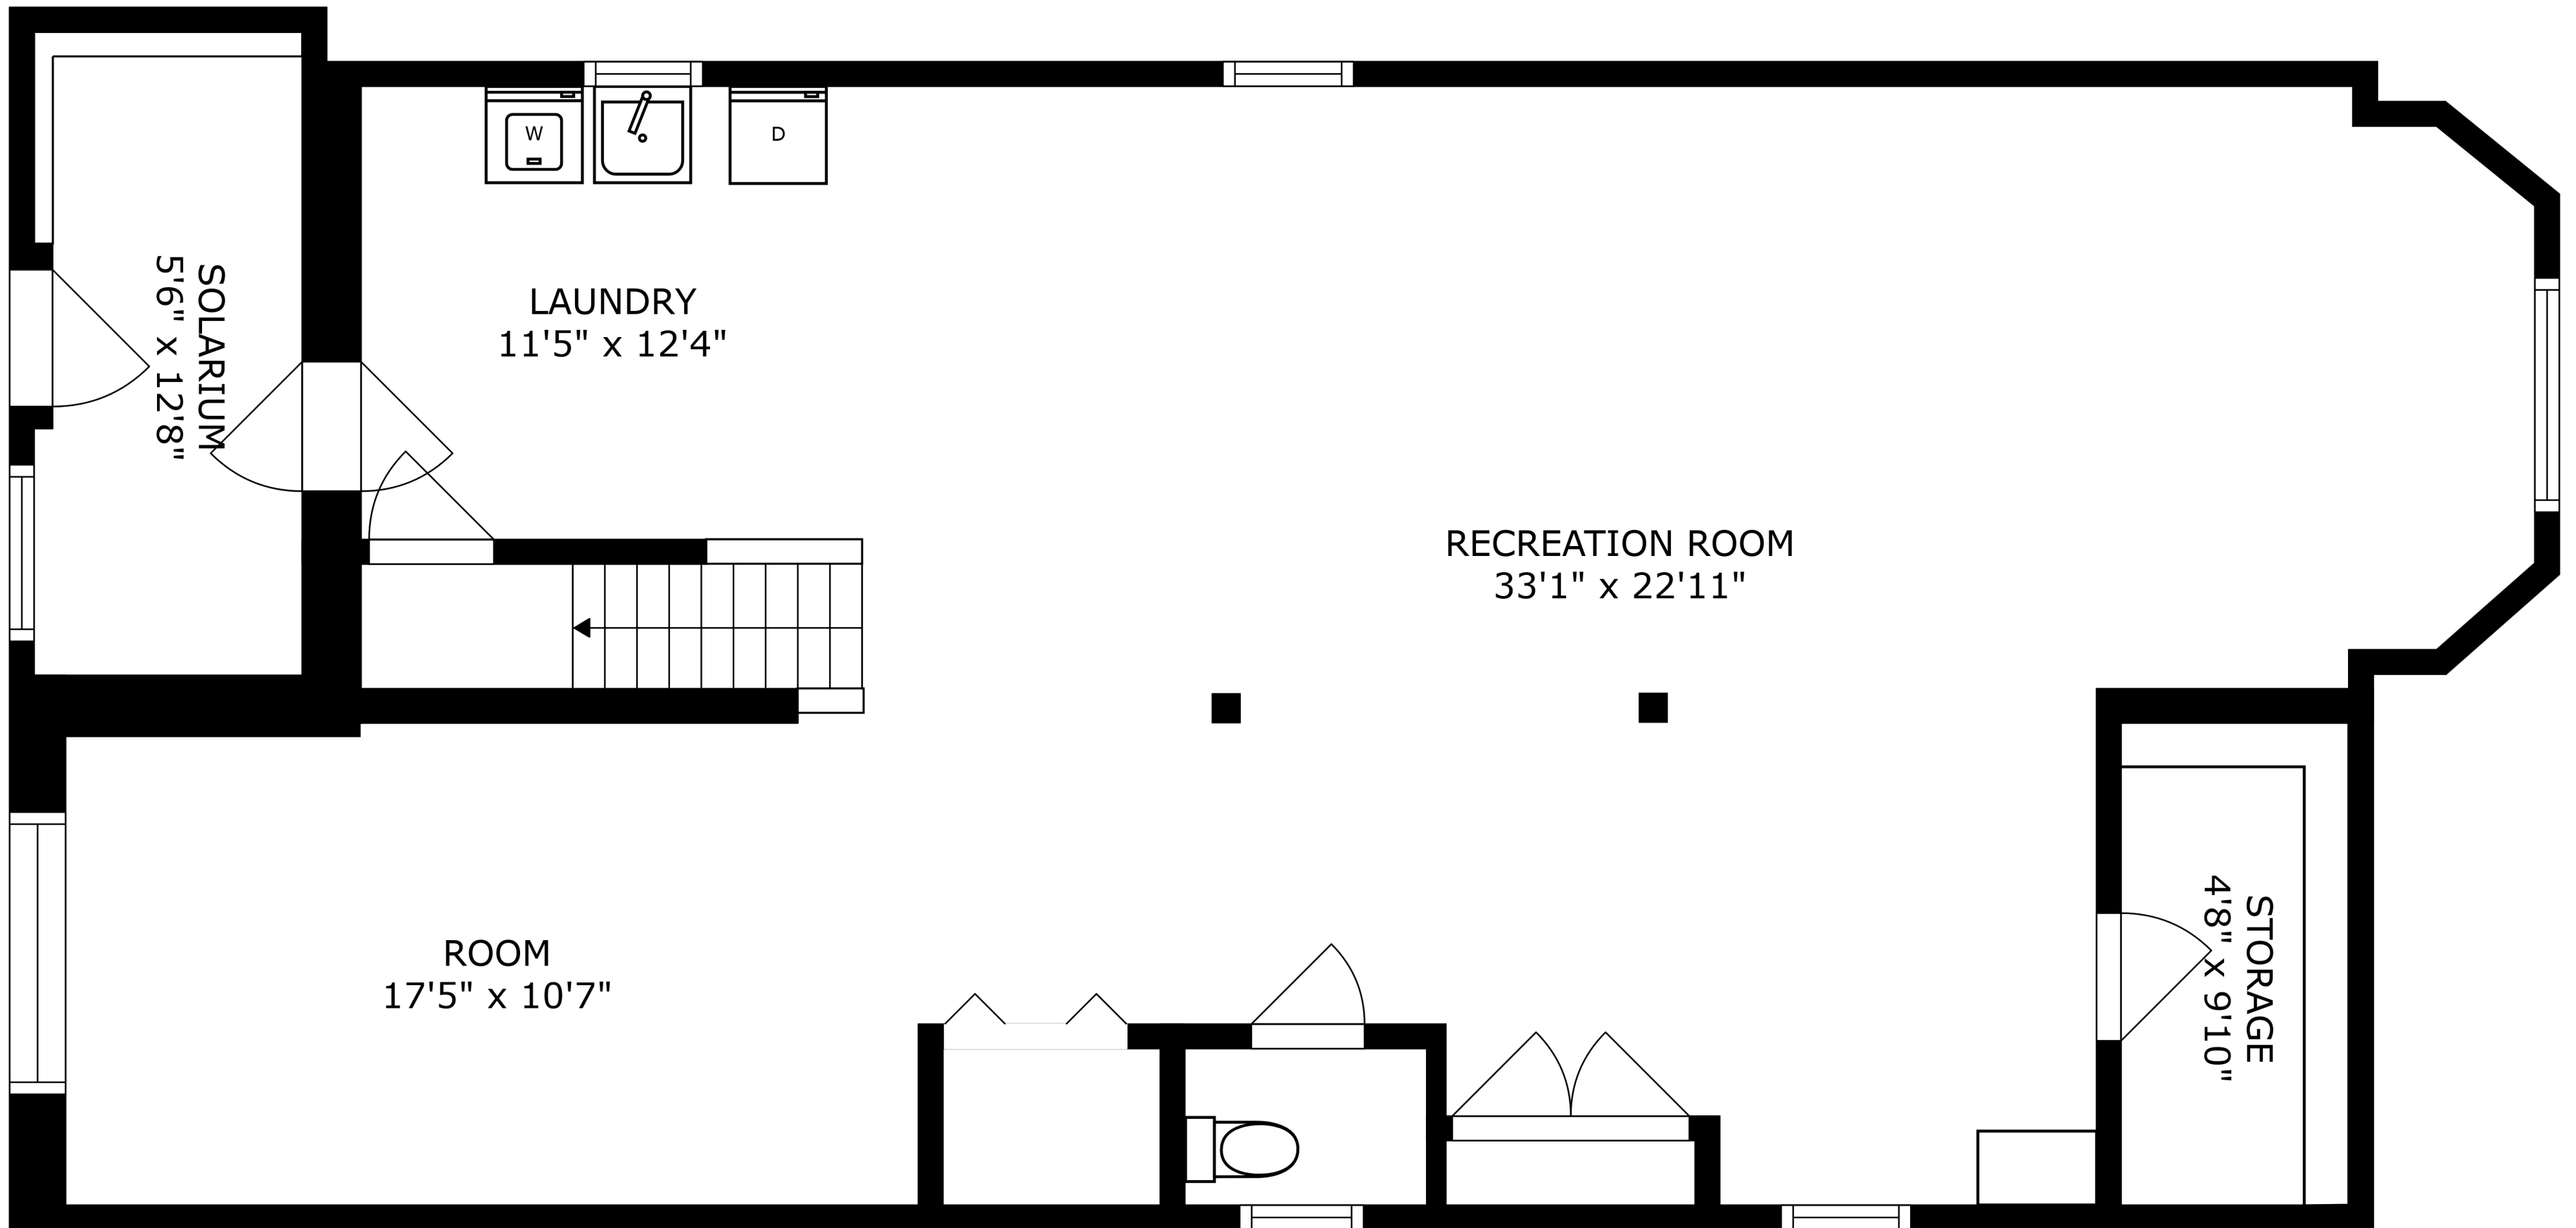 W
D
SOLARIUM
5'6" x 12'8"
LAUNDRY
11'5" x 12'4"
RECREATION ROOM
33'1" x 22'11"
ROOM
17'5" x 10'7"
STORAGE
4'8" x 9'10"